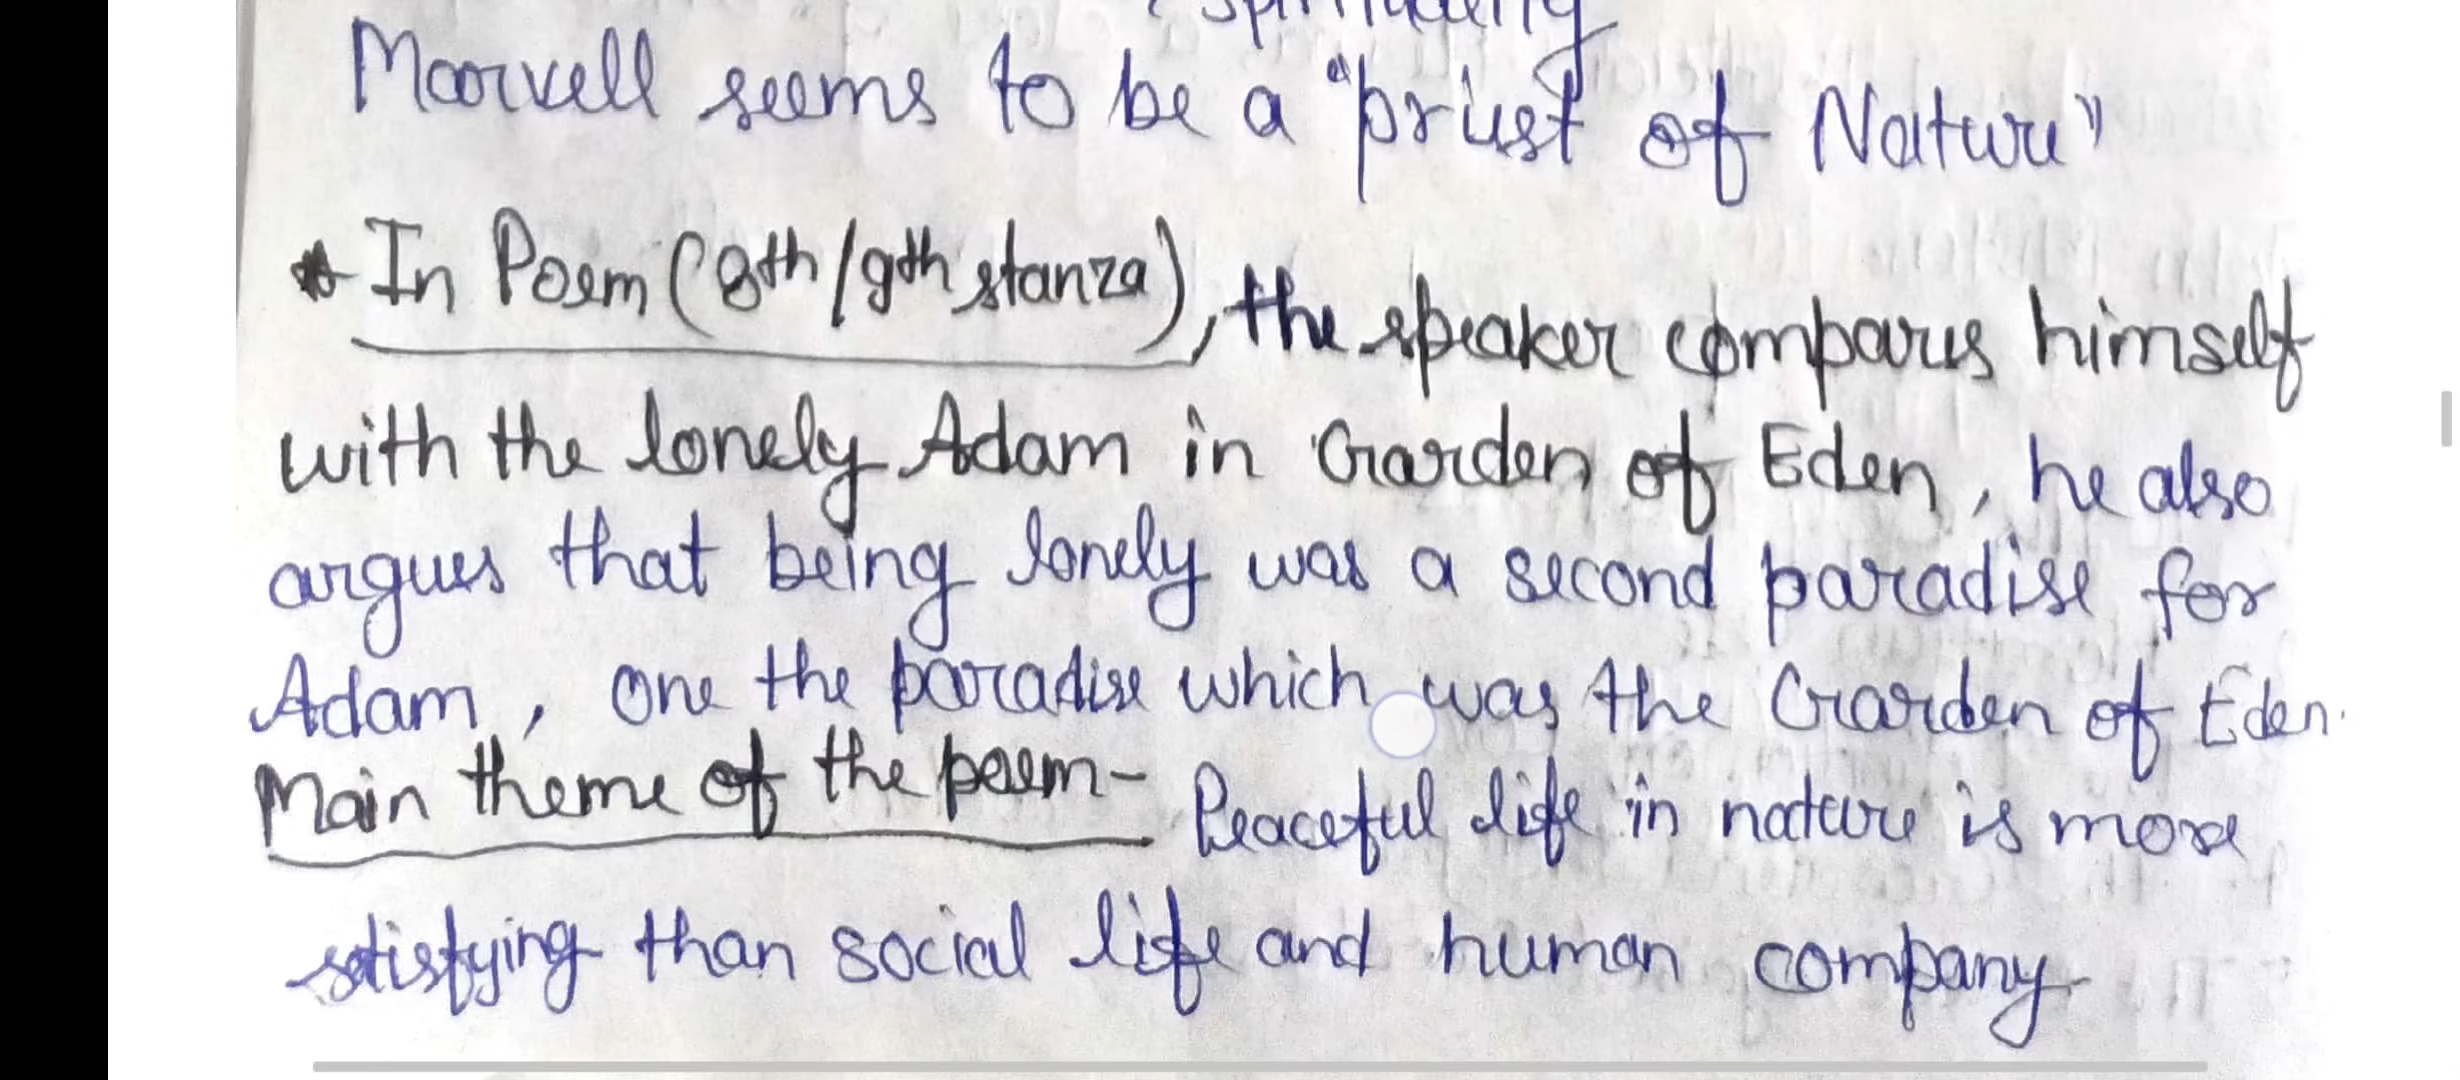 spirituality
Marvell seems to be a "priest of Nature"
* In Poem (8th/9th stanza), the speaker compares himself
with the lonely Adam in Garden of Eden, he also
argues that being lonely was a second paradise for
Adam, one the paradise which was the Garden of Eden.
Main theme of the poem- Peaceful life in nature is more
satisfying than social life and human company